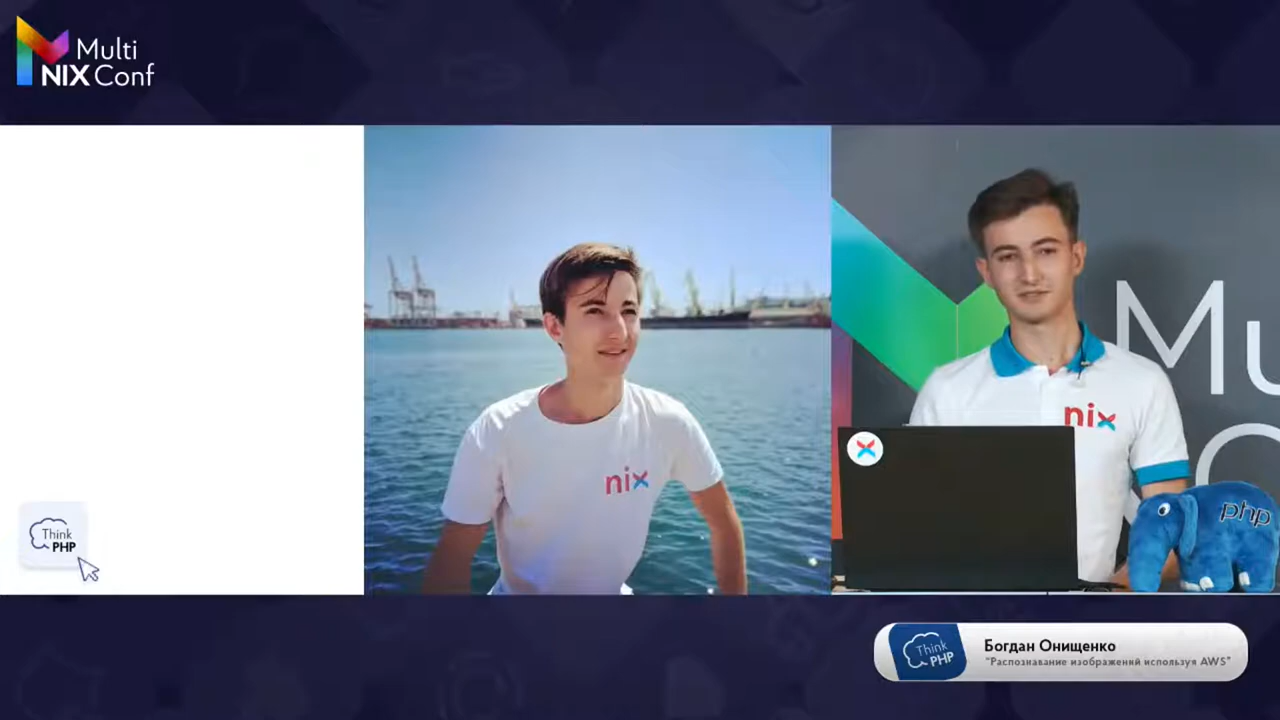 Multi
NIX Conf
nix
Mu
nix
php
Think
PHP
Think
PHP
Богдан Онищенко
"Распознавание изображений используя AWS"